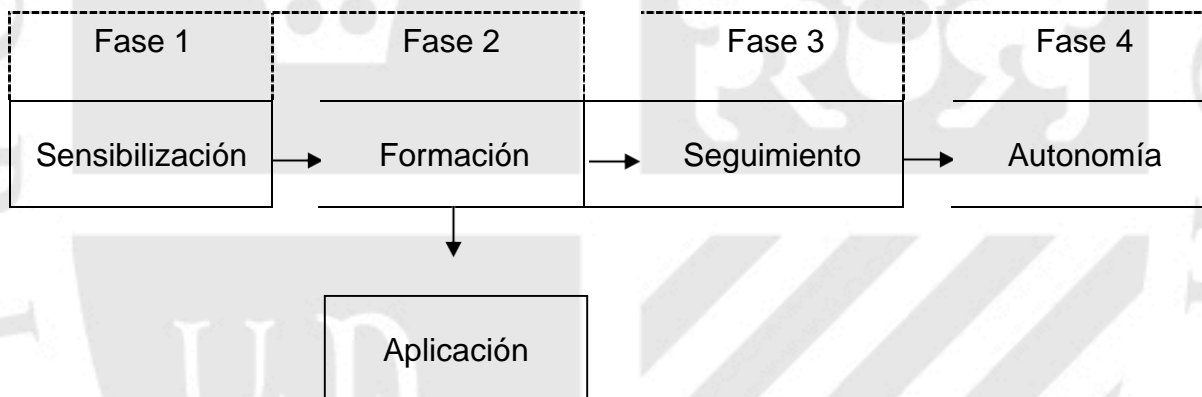 Fase 1 Fase 2 Fase 3 Fase 4
Sensibilización Formación Seguimiento Autonomía
Aplicación